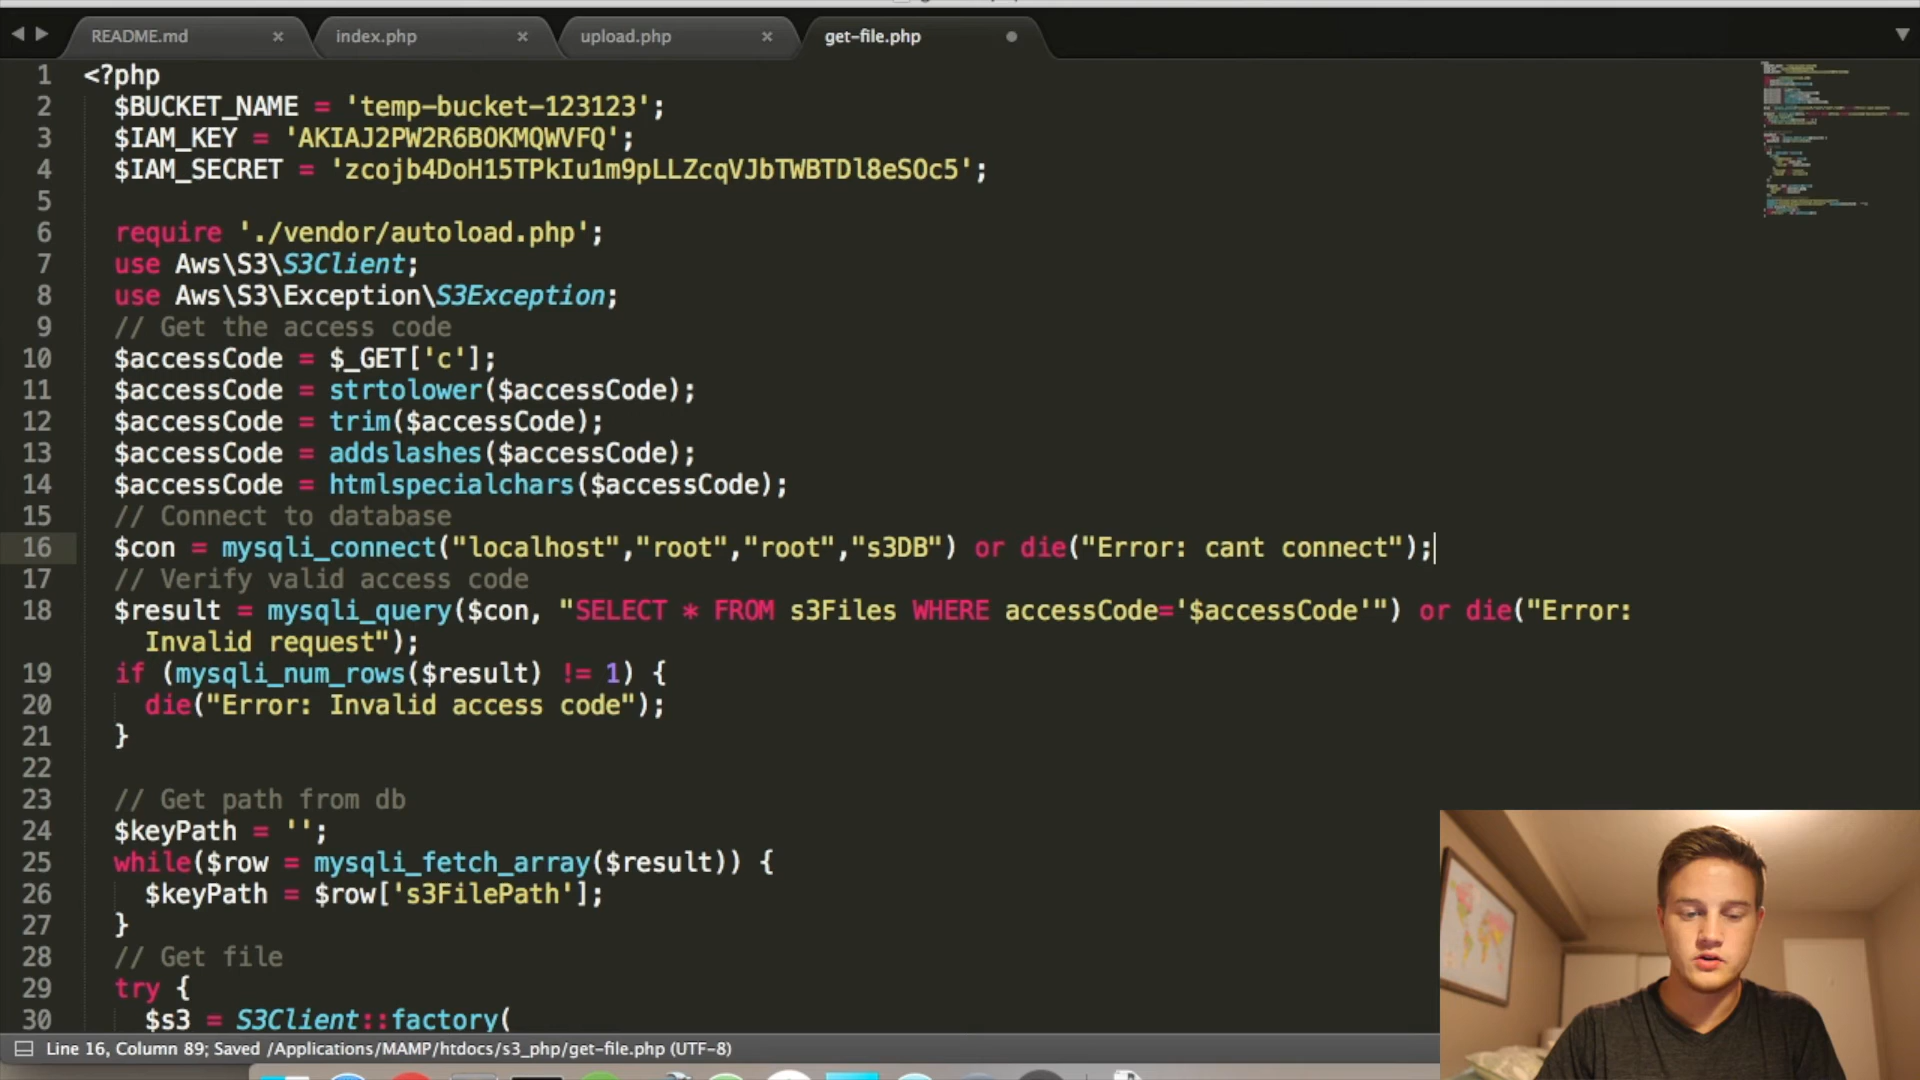 README.md × index.php × upload.php × get-file.php
1 <?php
2 $BUCKET_NAME = 'temp-bucket-123123';
3 $IAM_KEY = 'AKIAJ2PW2R6BOKMQWVFQ';
4 $IAM_SECRET = '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';
5
6 require './vendor/autoload.php';
7 use Aws\S3\S3Client;
8 use Aws\S3\Exception\S3Exception;
9 // Get the access code
10 $accessCode = $_GET['c'];
11 $accessCode = strtolower($accessCode);
12 $accessCode = trim($accessCode);
13 $accessCode = addslashes($accessCode);
14 $accessCode = htmlspecialchars($accessCode);
15 // Connect to database
16 $con = mysqli_connect("localhost","root","root","s3DB") or die("Error: cant connect");
17 // Verify valid access code
18 $result = mysqli_query($con, "SELECT * FROM s3Files WHERE accessCode='$accessCode'") or die("Error:
Invalid request");
19 if (mysqli_num_rows($result) != 1) {
20 die("Error: Invalid access code");
21 }
22
23 // Get path from db
24 $keyPath = '';
25 while($row = mysqli_fetch_array($result)) {
26 $keyPath = $row['s3FilePath'];
27 }
28 // Get file
29 try {
30 $s3 = S3Client::factory(
Line 16, Column 89; Saved /Applications/MAMP/htdocs/s3_php/get-file.php (UTF-8)